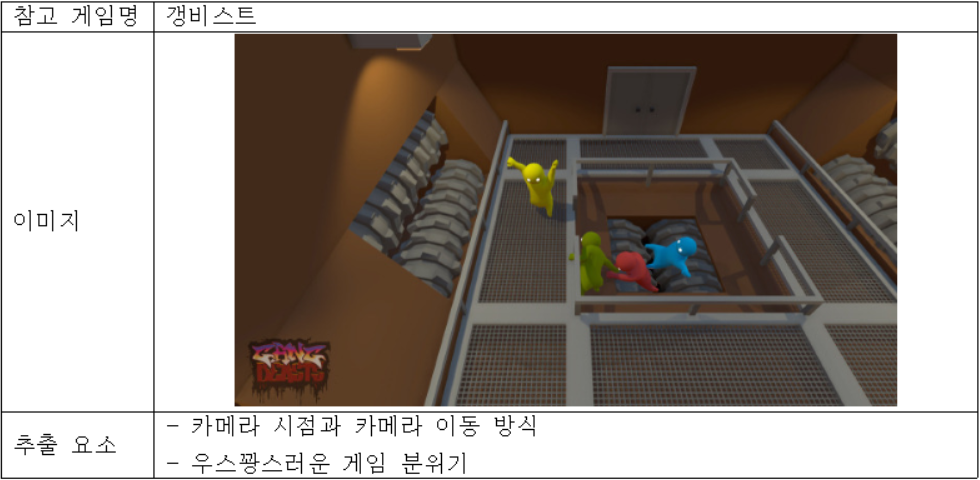 참고 게임명 갱비스트
이미지
GANG
BEASTS
추출 요소
- 카메라 시점과 카메라 이동 방식
- 우스꽝스러운 게임 분위기